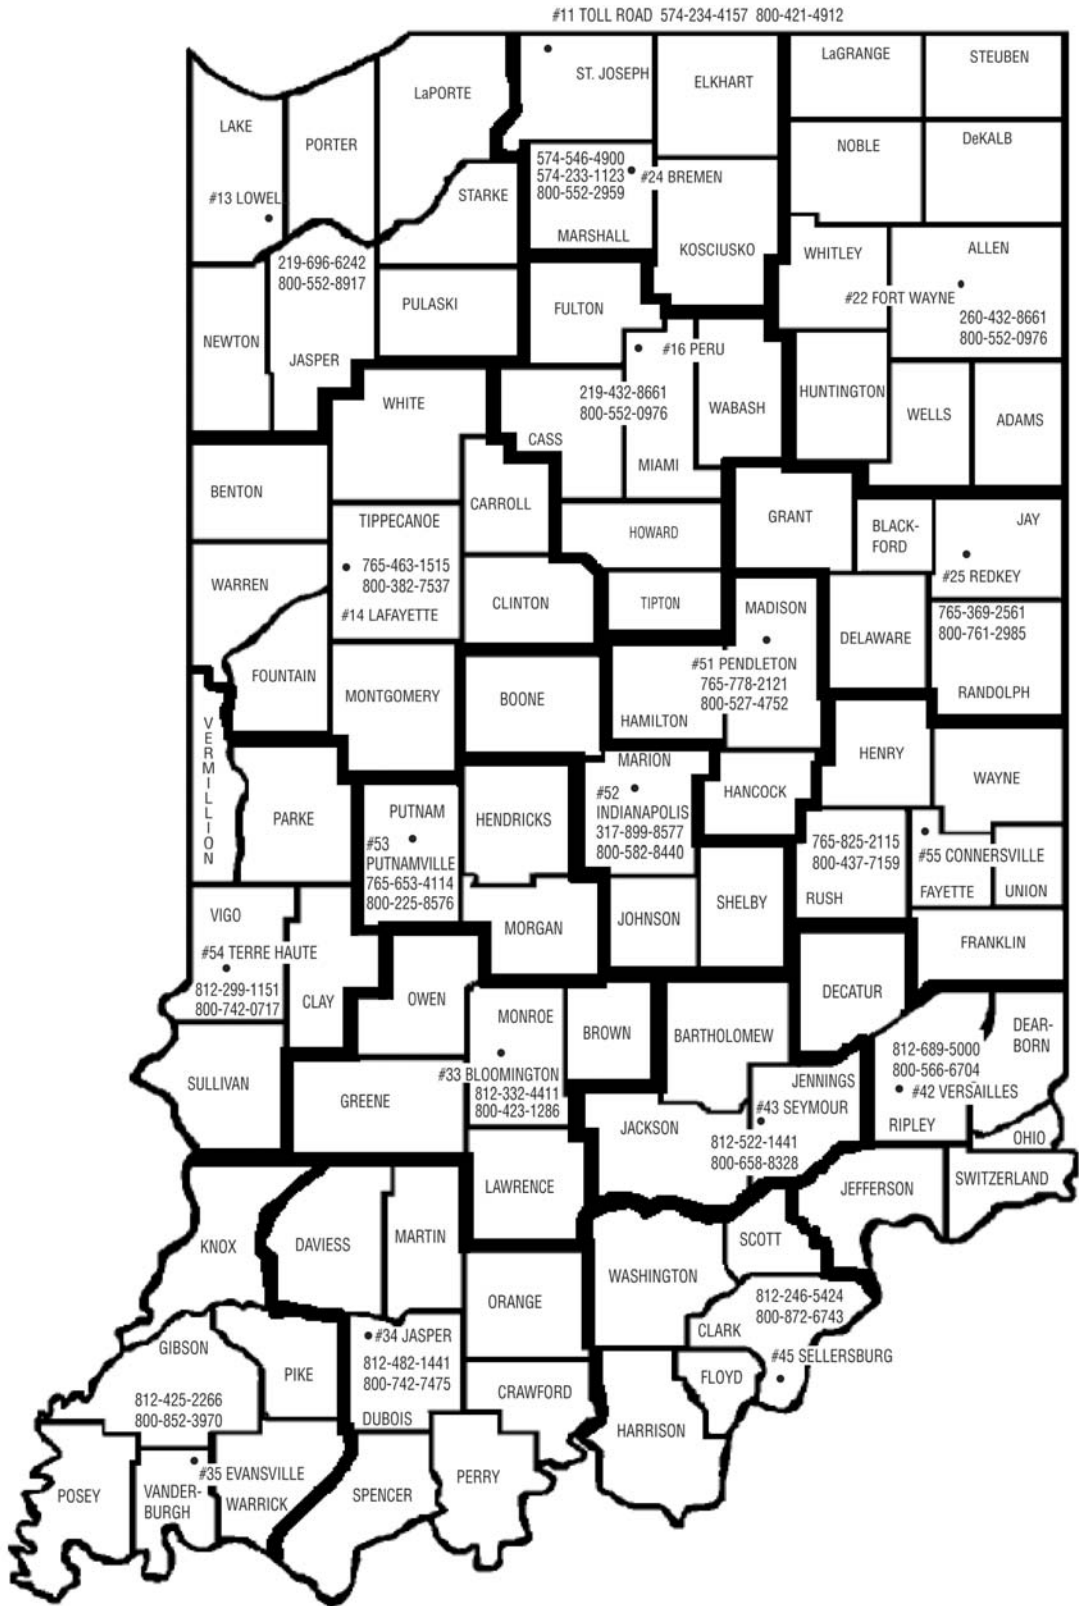 #11 TOLL ROAD 574-234-4157 800-421-4912
LaGRANGE
STEUBEN
ST. JOSEPH
ELKHART
LaPORTE
LAKE
PORTER
NOBLE
DeKALB
574-546-4900
574-233-1123
800-552-2959
#24 BREMEN
#13 LOWEL
STARKE
MARSHALL
KOSCIUSKO
WHITLEY
ALLEN
219-696-6242
800-552-8917
PULASKI
FULTON
#22 FORT WAYNE
260-432-8661
800-552-0976
NEWTON
JASPER
#16 PERU
219-432-8661
800-552-0976
WHITE
WABASH
HUNTINGTON
WELLS
ADAMS
CASS
MIAMI
BENTON
CARROLL
TIPPECANOE
HOWARD
GRANT
BLACK-
FORD
JAY
765-463-1515
800-382-7537
#14 LAFAYETTE
#25 REDKEY
WARREN
CLINTON
TIPTON
MADISON
DELAWARE
765-369-2561
800-761-2985
RANDOLPH
FOUNTAIN
MONTGOMERY
BOONE
#51 PENDLETON
765-778-2121
800-527-4752
HAMILTON
VERMILLION
HENRY
WAYNE
MARION
#52
INDIANAPOLIS
317-899-8577
800-582-8440
HANCOCK
PARKE
PUTNAM
#53
PUTNAMVILLE
765-653-4114
800-225-8576
HENDRICKS
765-825-2115
800-437-7159
RUSH
#55 CONNERSVILLE
FAYETTE
UNION
VIGO
#54 TERRE HAUTE
812-299-1151
800-742-0717
MORGAN
JOHNSON
SHELBY
FRANKLIN
CLAY
OWEN
MONROE
BROWN
BARTHOLOMEW
DECATUR
DEAR-
BORN
812-689-5000
800-566-6704
#42 VERSAILLES
RIPLEY
OHIO
SULLIVAN
GREENE
#33 BLOOMINGTON
812-332-4411
800-423-1286
JENNINGS
#43 SEYMOUR
JACKSON
812-522-1441
800-658-8328
SWITZERLAND
JEFFERSON
LAWRENCE
KNOX
DAVIESS
MARTIN
SCOTT
WASHINGTON
ORANGE
812-246-5424
800-872-6743
CLARK
#45 SELLERSBURG
GIBSON
#34 JASPER
812-482-1441
800-742-7475
DUBOIS
PIKE
CRAWFORD
FLOYD
812-425-2266
800-852-3970
HARRISON
#35 EVANSVILLE
POSEY
VANDER-
BURGH
WARRICK
SPENCER
PERRY